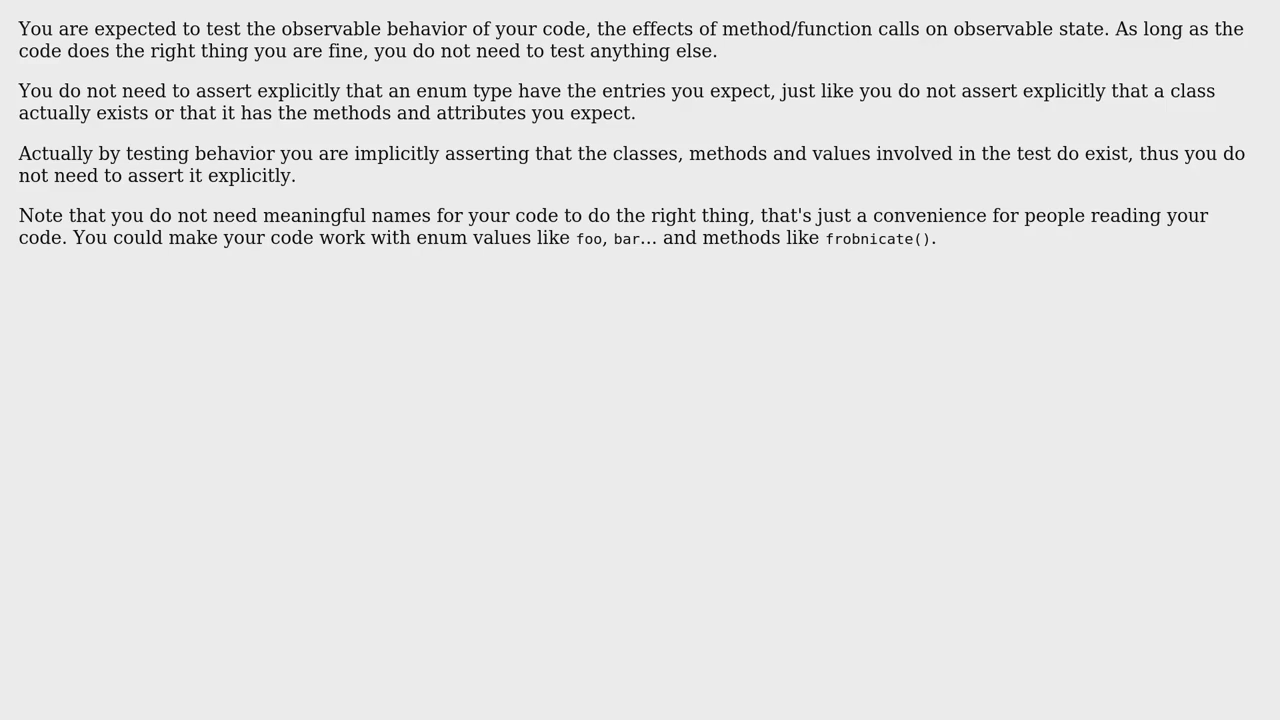 You are expected to test the observable behavior of your code, the effects of method/function calls on observable state. As long as the
code does the right thing you are fine, you do not need to test anything else.
You do not need to assert explicitly that an enum type have the entries you expect, just like you do not assert explicitly that a class
actually exists or that it has the methods and attributes you expect.
Actually by testing behavior you are implicitly asserting that the classes, methods and values involved in the test do exist, thus you do
not need to assert it explicitly.
Note that you do not need meaningful names for your code to do the right thing, that's just a convenience for people reading your
code. You could make your code work with enum values like foo, bar... and methods like frobnicate().